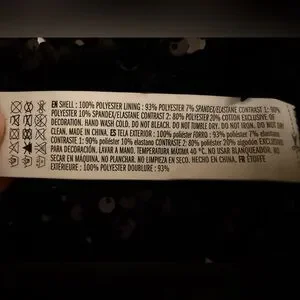 EN SHELL : 100% POLYESTER LINING : 93% POLYESTER 7% SPANDEX/ELASTANE CONTRAST 1 : 90%
POLYESTER 10% SPANDEX/ELASTANE CONTRAST 2: 80% POLYESTER 20% COTTON EXCLUSIVE OF
DECORATION. HAND WASH COLD. DO NOT BLEACH. DO NOT TUMBLE DRY. DO NOT IRON. DO NOT DRY
CLEAN. MADE IN CHINA. ES TELA EXTERIOR : 100% poliéster FORRO : 93% poliéster 7% elastano
CONTRASTE 1: 90% poliéster 10% elastano CONTRASTE 2: 80% poliéster 20% algodón EXCLUSIVO
PARA DECORACIÓN. LAVAR A MANO. TEMPERATURA MÁXIMA 40 °C. NO USAR BLANQUEADOR. NO
SECAR EN MÁQUINA. NO PLANCHAR. NO LIMPIEZA EN SECO. HECHO EN CHINA. FR ÉTOFFE
EXTÉRIEURE : 100% POLYESTER DOUBLURE : 93%